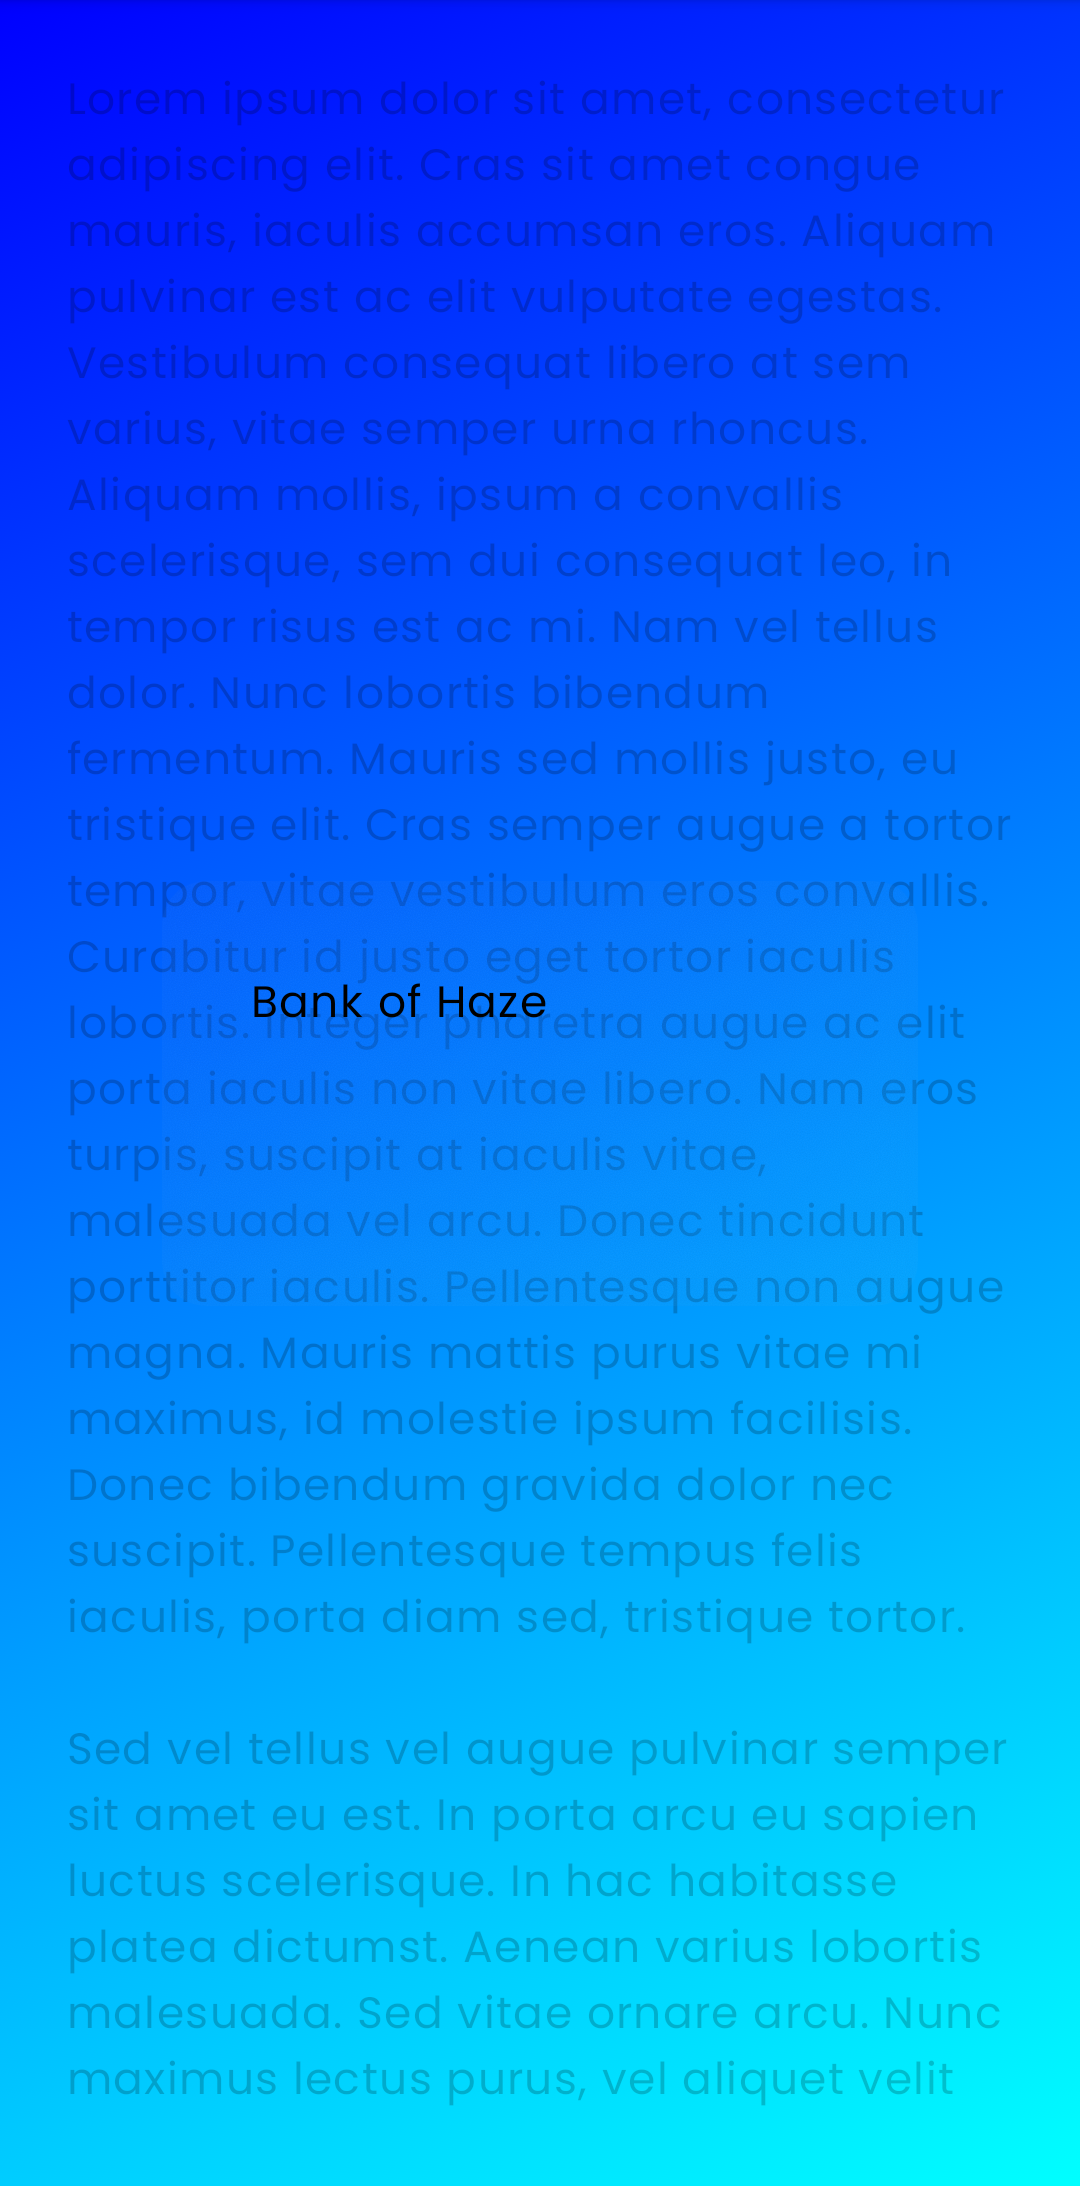 Lorem ipsum dolor sit amet, consectetur
adipiscing elit. Cras sit amet congue
mauris, iaculis accumsan eros. Aliquam
pulvinar est ac elit vulputate egestas.
Vestibulum consequat libero at sem
varius, vitae semper urna rhoncus.
Aliquam mollis, ipsum a convallis
scelerisque, sem dui consequat leo, in
tempor risus est ac mi. Nam vel tellus
dolor. Nunc lobortis bibendum
fermentum. Mauris sed mollis justo, eu
tristique elit. Cras semper augue a tortor
tempor, vitae vestibulum eros convallis.
Curabitur id justo eget tortor iaculis
Bank of Haze
lobortis. Integer pharetra augue ac elit
porta iaculis non vitae libero. Nam eros
turpis, suscipit at iaculis vitae,
malesuada vel arcu. Donec tincidunt
porttitor iaculis. Pellentesque non augue
magna. Mauris mattis purus vitae mi
maximus, id molestie ipsum facilisis.
Donec bibendum gravida dolor nec
suscipit. Pellentesque tempus felis
iaculis, porta diam sed, tristique tortor.
Sed vel tellus vel augue pulvinar semper
sit amet eu est. In porta arcu eu sapien
luctus scelerisque. In hac habitasse
platea dictumst. Aenean varius lobortis
malesuada. Sed vitae ornare arcu. Nunc
maximus lectus purus, vel aliquet velit